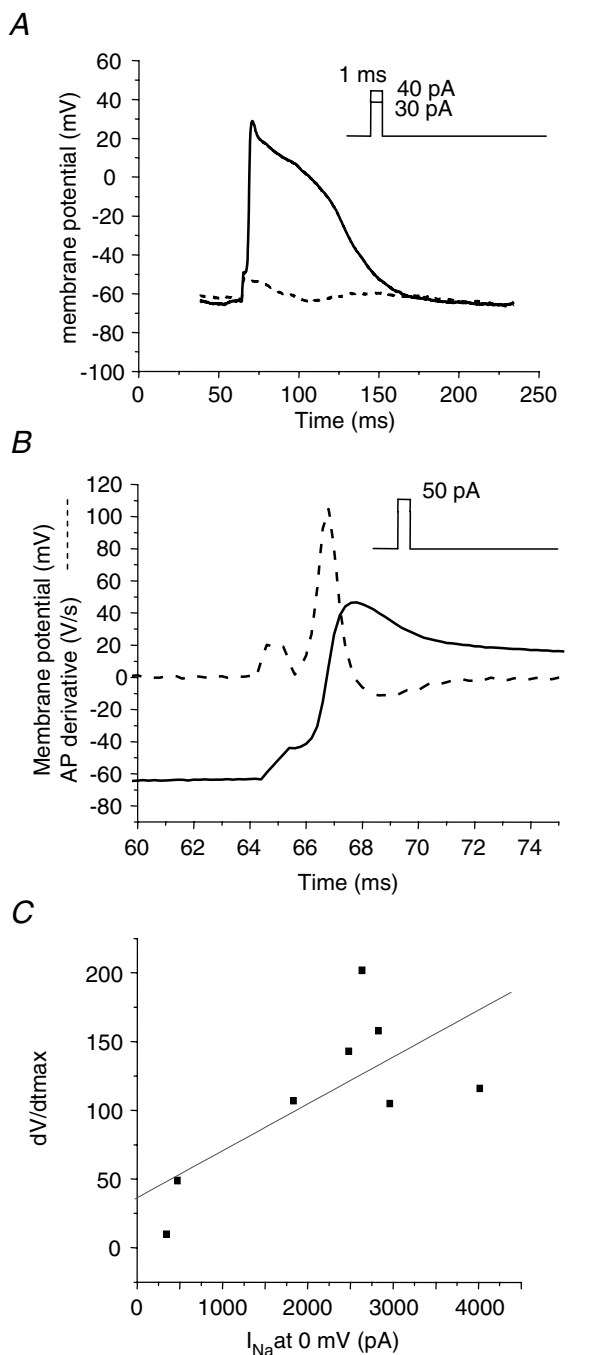 A
60
40
20
0
-20
-40
-60
-80
-100
membrane potential (mV)
1 ms
40 pA
30 pA
0 50 100 150 200 250
Time (ms)
B
120
100
80
60
40
20
0
-20
-40
-60
-80
Membrane potential (mV)
AP derivative (V/s)
50 pA
60 62 64 66 68 70 72 74
Time (ms)
C
200
150
100
50
0
dV/dtmax
0 1000 2000 3000 4000
INa at 0 mV (pA)